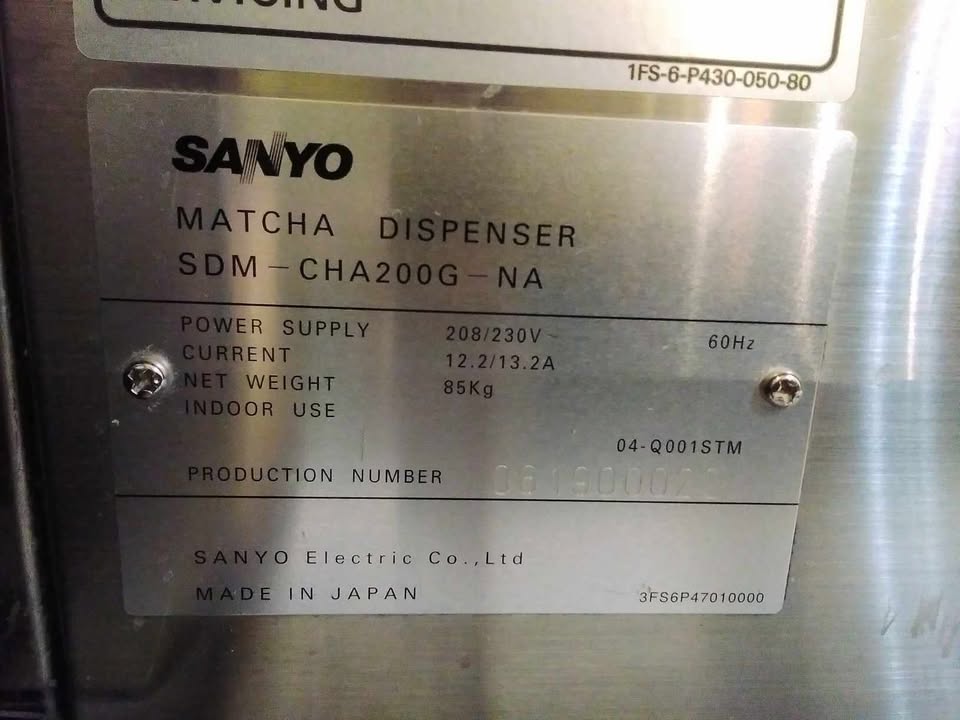 1FS-6-P430-050-80
SANYO
MATCHA DISPENSER
SDM-CHA200G-NA
POWER SUPPLY 208/230V~ 60Hz
CURRENT 12.2/13.2A
NET WEIGHT 85Kg
INDOOR USE
04-Q001STM
PRODUCTION NUMBER
SANYO Electric Co.,Ltd
MADE IN JAPAN
3FS6P47010000